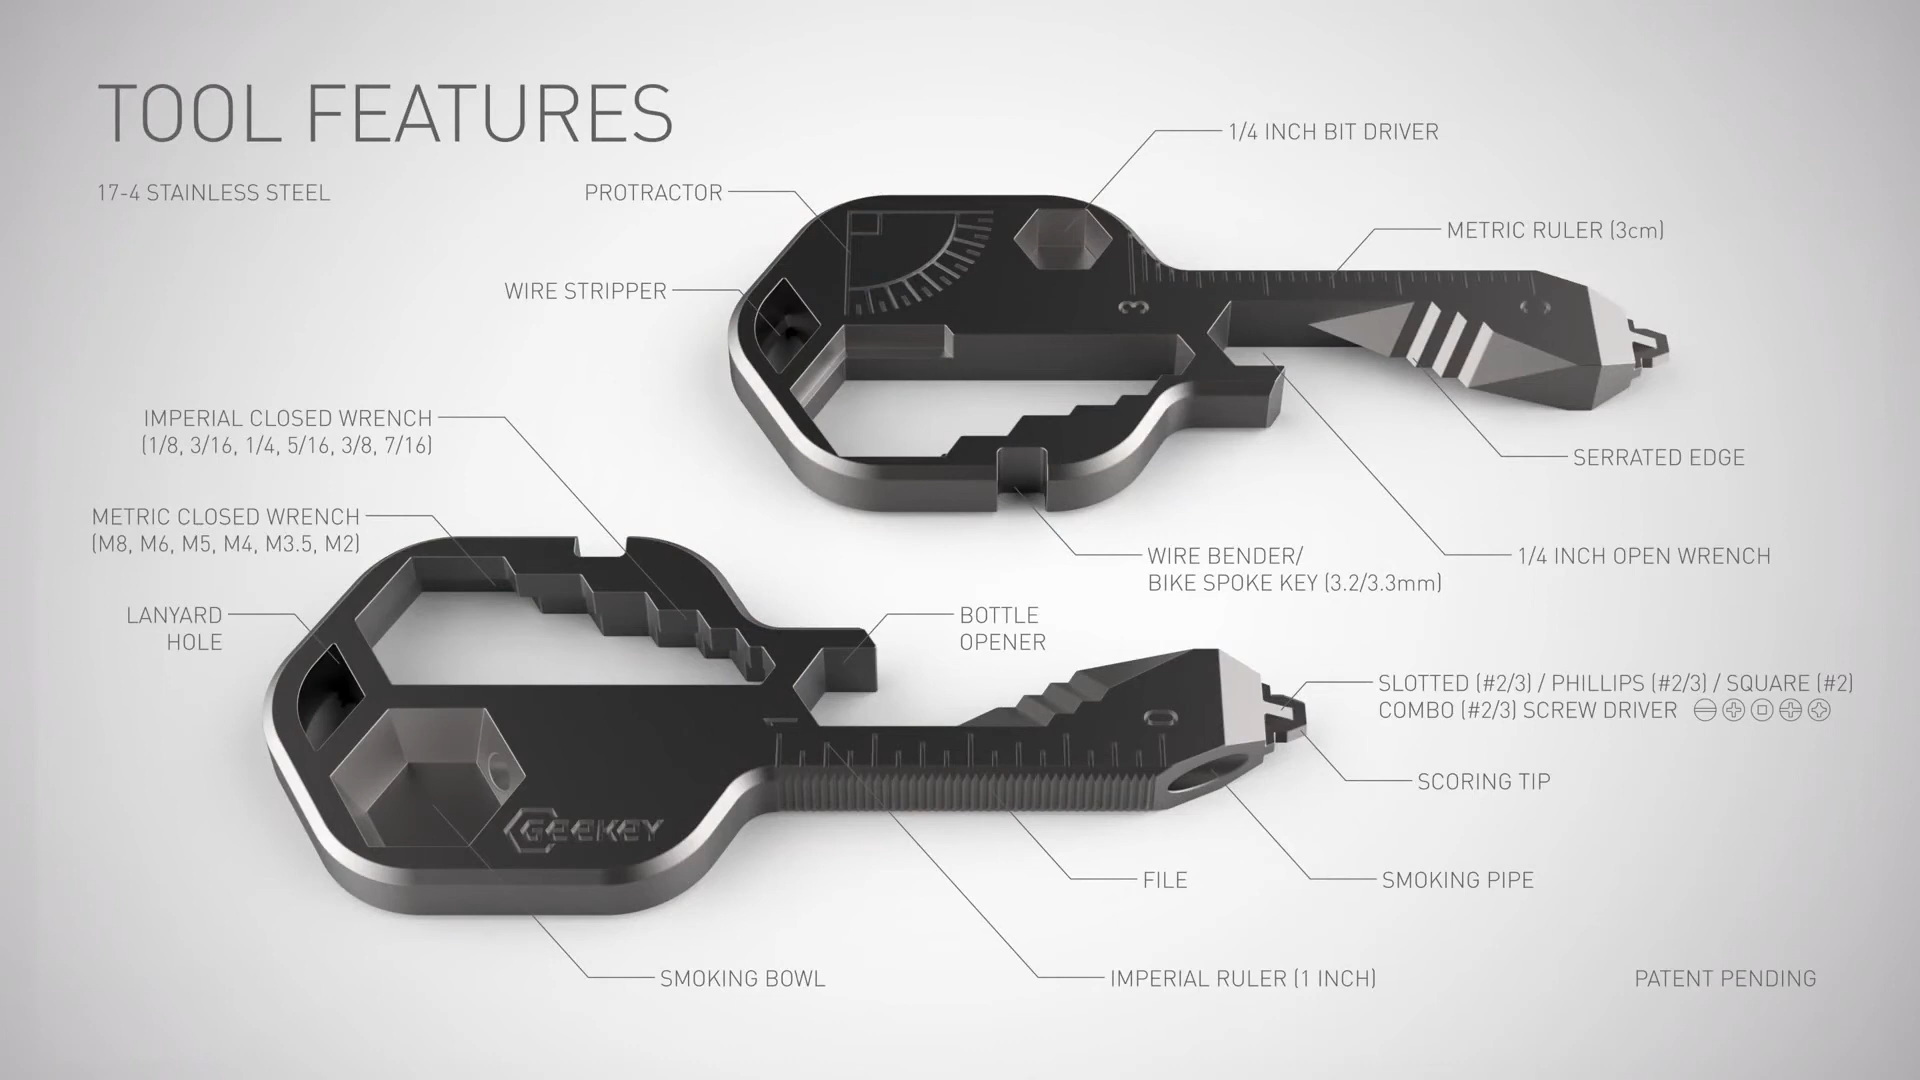 TOOL FEATURES
17-4 STAINLESS STEEL
1/4 INCH BIT DRIVER
PROTRACTOR
METRIC RULER (3cm)
WIRE STRIPPER
3
0
IMPERIAL CLOSED WRENCH
(1/8, 3/16, 1/4, 5/16, 3/8, 7/16)
SERRATED EDGE
METRIC CLOSED WRENCH
(M8, M6, M5, M4, M3.5, M2)
WIRE BENDER/
BIKE SPOKE KEY (3.2/3.3mm)
1/4 INCH OPEN WRENCH
LANYARD
HOLE
BOTTLE
OPENER
SLOTTED (#2/3) / PHILLIPS (#2/3) / SQUARE (#2)
COMBO (#2/3) SCREW DRIVER
1
0
SCORING TIP
GEEKEY
FILE
SMOKING PIPE
SMOKING BOWL
IMPERIAL RULER (1 INCH)
PATENT PENDING